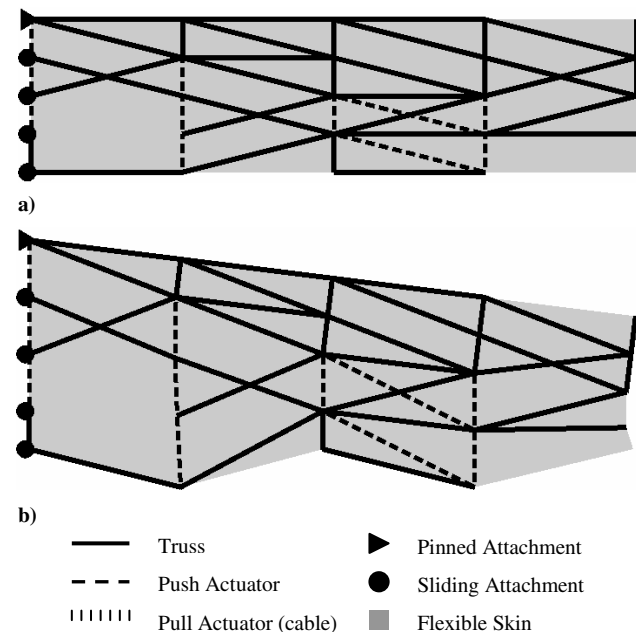 a)
b)
Truss
Pinned Attachment
Push Actuator
Sliding Attachment
Pull Actuator (cable)
Flexible Skin